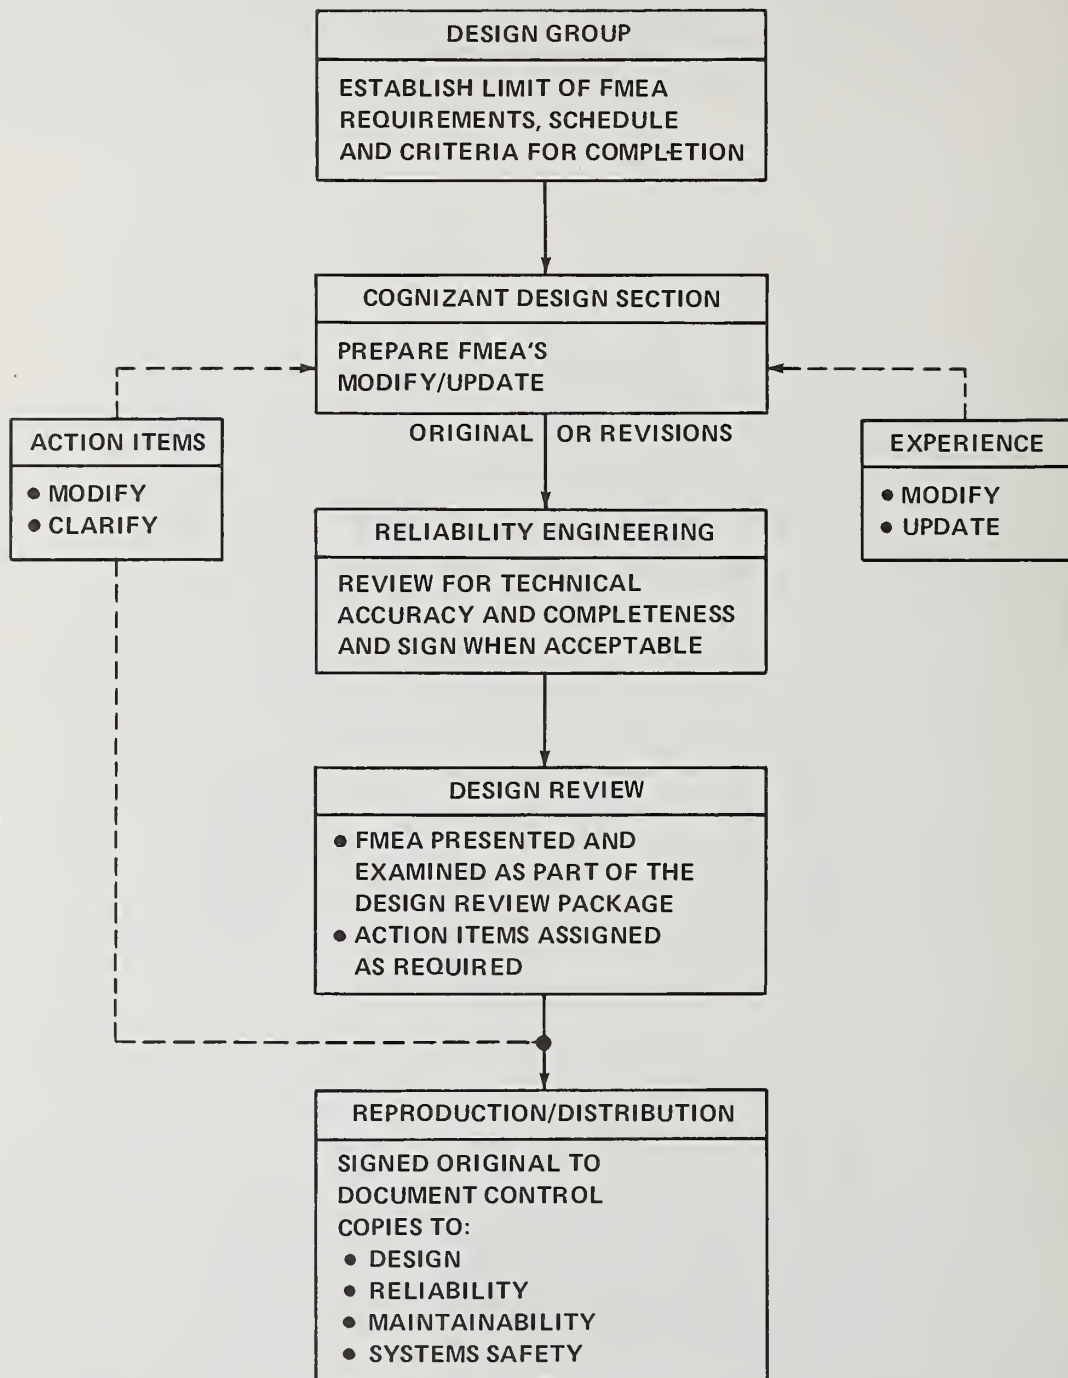 DESIGN GROUP
ESTABLISH LIMIT OF FMEA
REQUIREMENTS, SCHEDULE
AND CRITERIA FOR COMPLETION
COGNIZANT DESIGN SECTION
PREPARE FMEA'S
MODIFY/UPDATE
ORIGINAL OR REVISIONS
ACTION ITEMS
• MODIFY
• CLARIFY
EXPERIENCE
• MODIFY
• UPDATE
RELIABILITY ENGINEERING
REVIEW FOR TECHNICAL
ACCURACY AND COMPLETENESS
AND SIGN WHEN ACCEPTABLE
DESIGN REVIEW
• FMEA PRESENTED AND
EXAMINED AS PART OF THE
DESIGN REVIEW PACKAGE
• ACTION ITEMS ASSIGNED
AS REQUIRED
REPRODUCTION/DISTRIBUTION
SIGNED ORIGINAL TO
DOCUMENT CONTROL
COPIES TO:
• DESIGN
• RELIABILITY
• MAINTAINABILITY
• SYSTEMS SAFETY